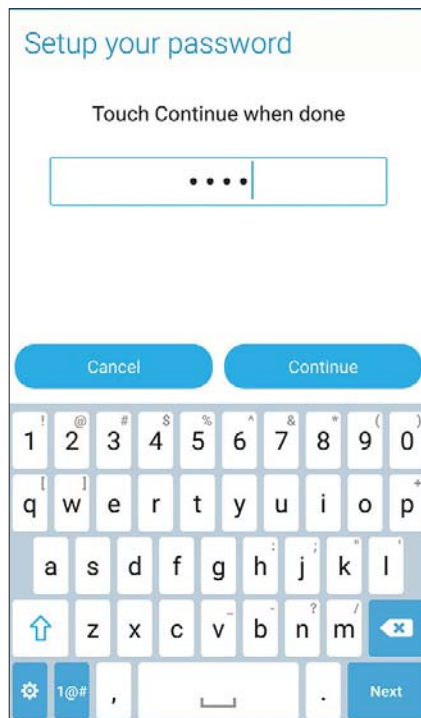 Setup your password
Touch Continue when done
••••
Cancel Continue
! @ # $ % ^ & * ( )
1 2 3 4 5 6 7 8 9 0
[ ] +
q w e r t y u i o p
: ; " '
a s d f g h j k l
_ - ? /
z x c v b n m
1@# , . Next